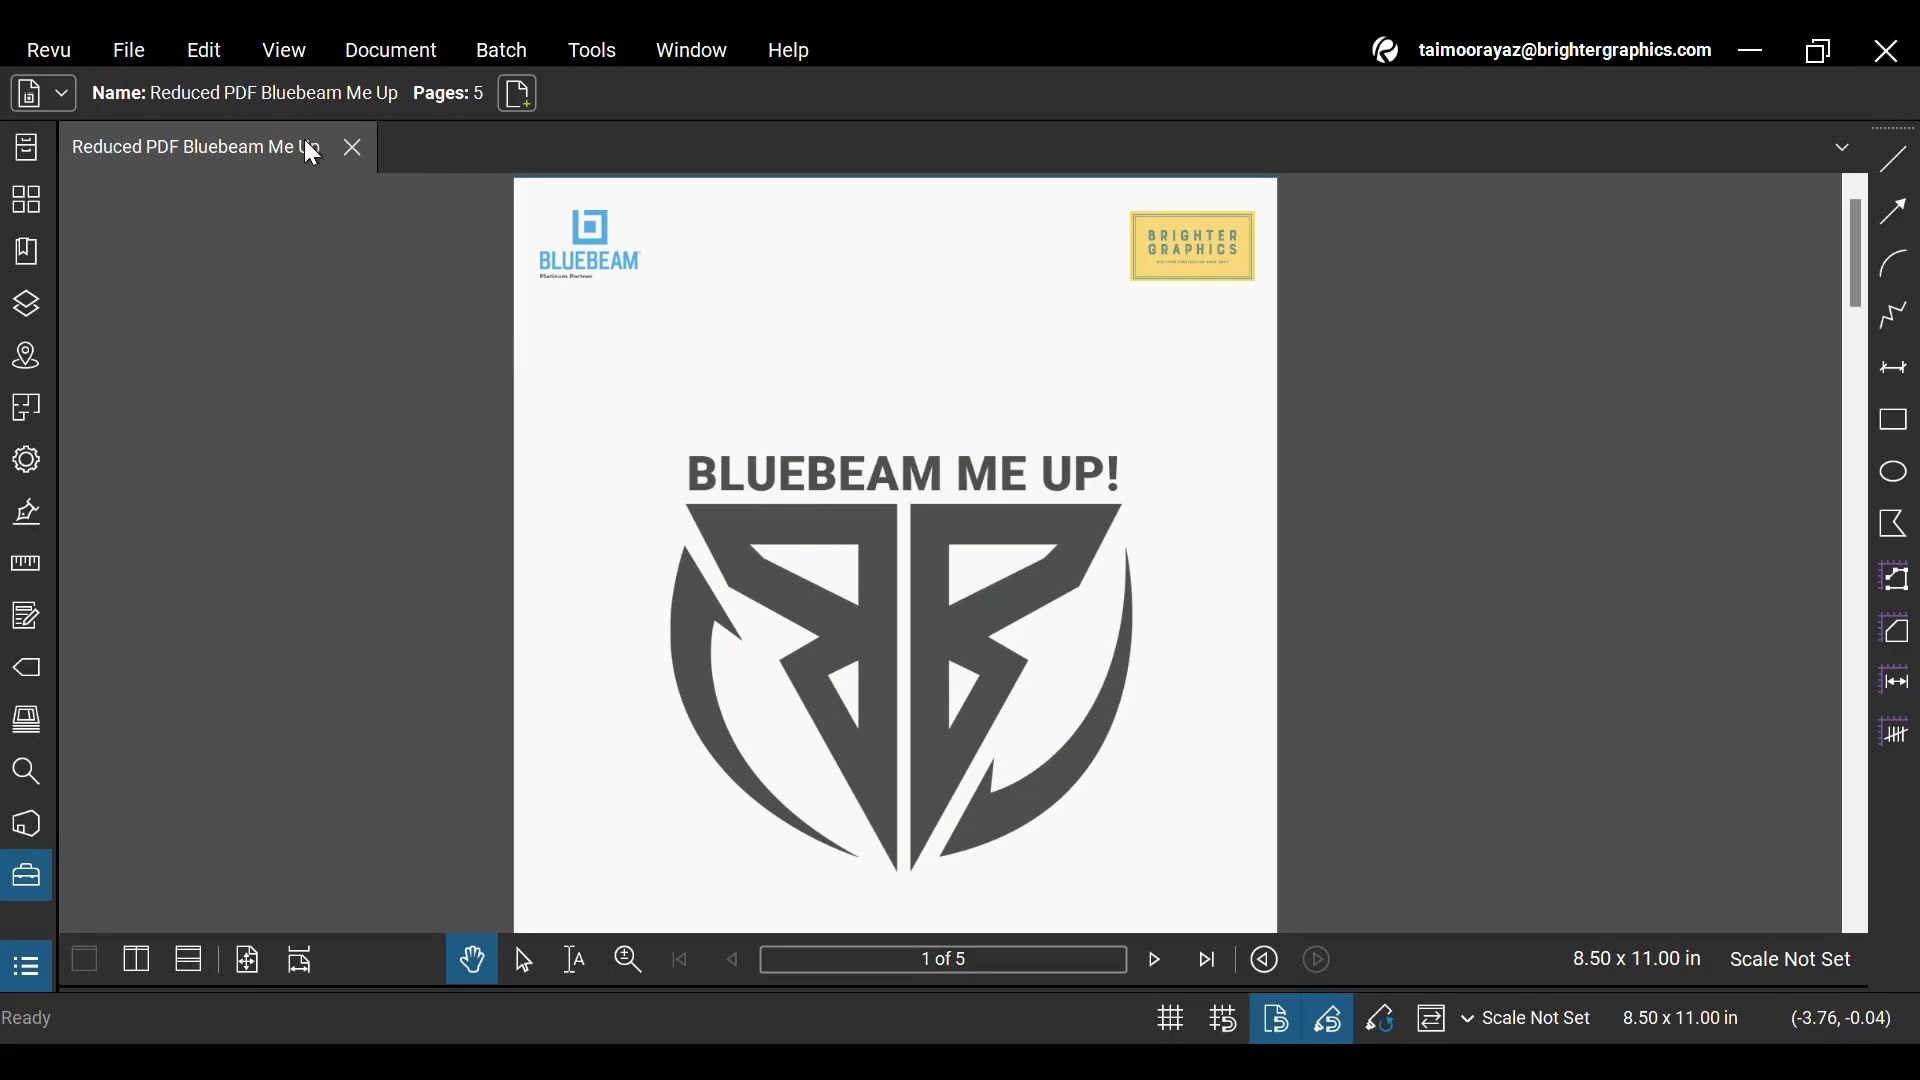 Revu File Edit View Document Batch Tools Window Help taimoorayaz@brightergraphics.com
Name: Reduced PDF Bluebeam Me Up Pages: 5
Reduced PDF Bluebeam Me Up
BLUEBEAM
Platinum Partner
BRIGHTER
GRAPHICS
BLUEBEAM ME UP!
1 of 5
8.50 x 11.00 in Scale Not Set
Ready
Scale Not Set 8.50 x 11.00 in (-3.76, -0.04)